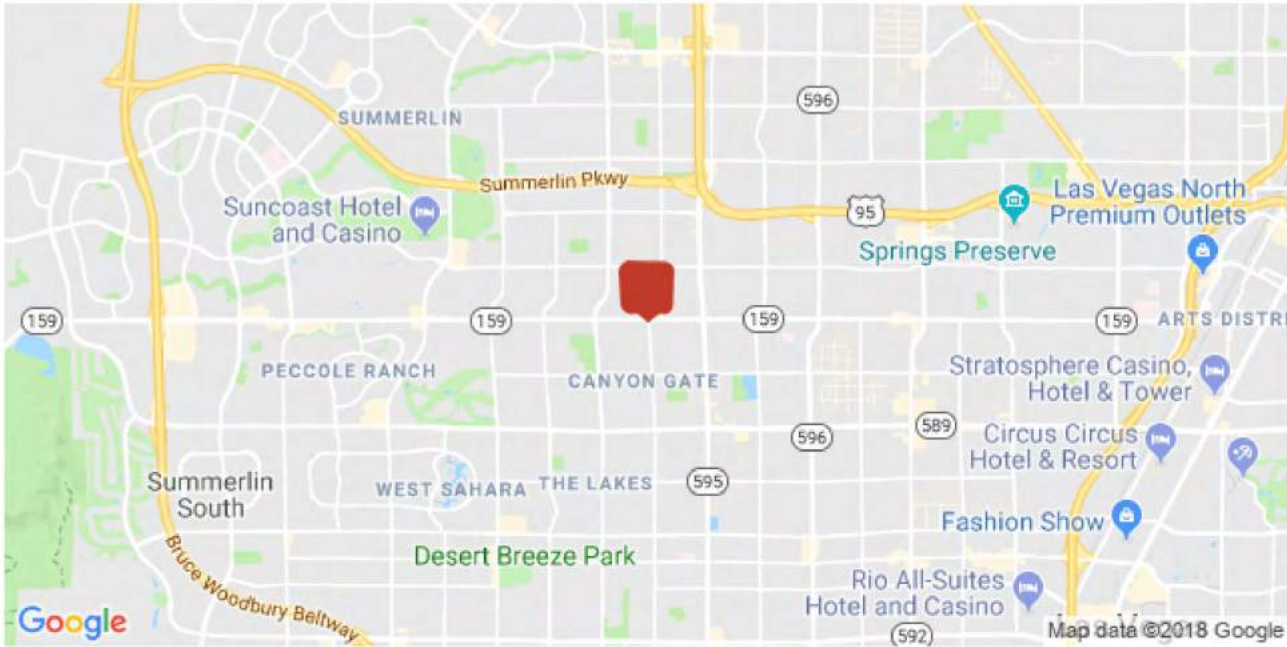 596
SUMMERLIN
Summerlin Pkwy
Las Vegas North
Premium Outlets
Suncoast Hotel
and Casino
95
Springs Preserve
159
159
159
159
ARTS DISTRI
PECCOLE RANCH
CANYON GATE
Stratosphere Casino,
Hotel & Tower
589
596
Circus Circus
Hotel & Resort
Summerlin
South
WEST SAHARA
THE LAKES
595
Fashion Show
Desert Breeze Park
Bruce Woodbury Beltway
Rio All-Suites
Hotel and Casino
Google
592
Las Vegas
Map data ©2018 Google